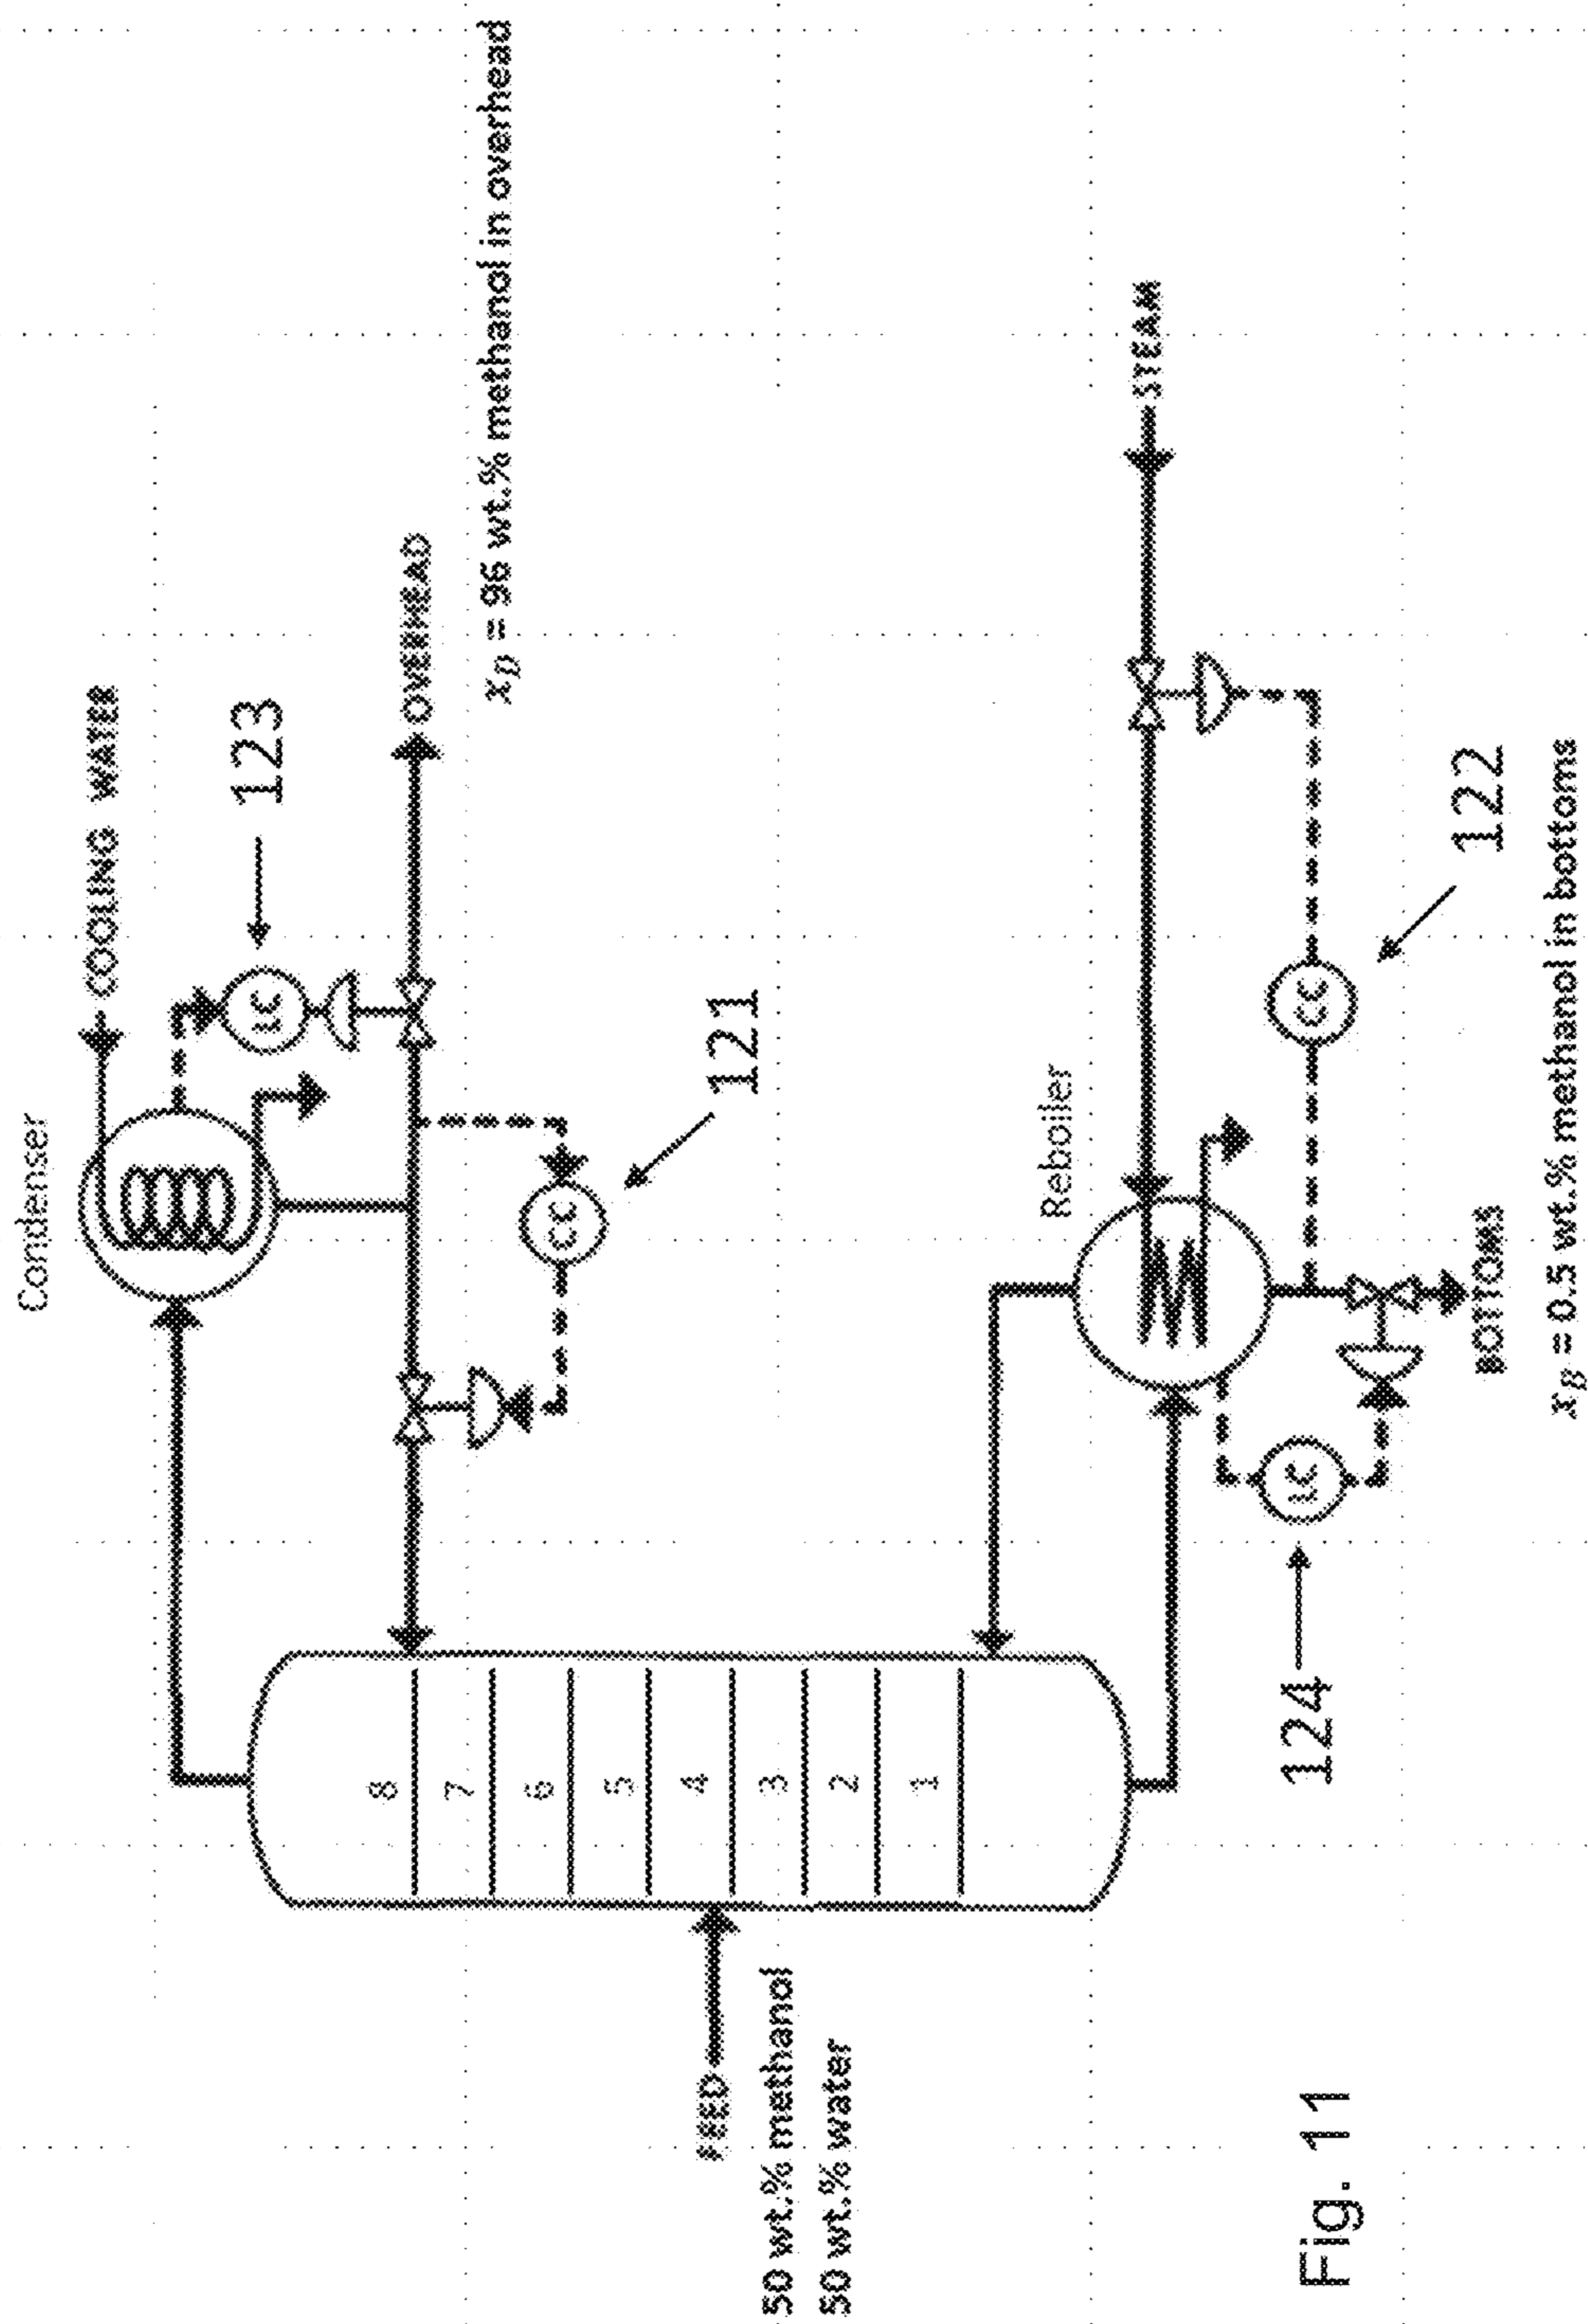 Condenser
COOLING WATER
123
LC
OVERHEAD
x_D = 96 wt.% methanol in overhead
CC
121
8
7
6
5
4
3
2
1
FEED
50 wt.% methanol
50 wt.% water
Reboiler
STEAM
CC
122
LC
124
BOTTOMS
x_B = 0.5 wt.% methanol in bottoms
Fig. 11